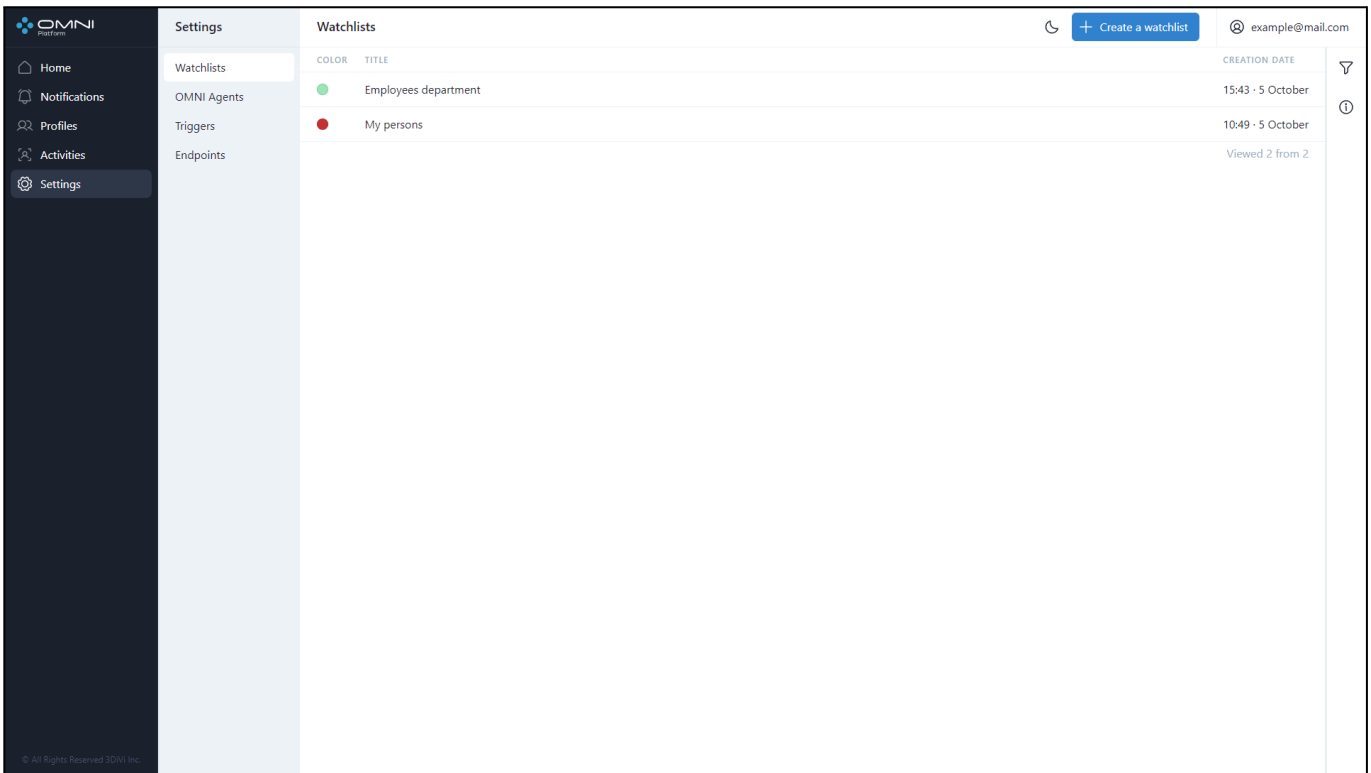 OMNI
Platform
Home
Notifications
Profiles
Activities
Settings
© All Rights Reserved 3DiVi Inc.
Settings
Watchlists
OMNI Agents
Triggers
Endpoints
Watchlists
Create a watchlist
example@mail.com
COLOR TITLE CREATION DATE
Employees department 15:43 · 5 October
My persons 10:49 · 5 October
Viewed 2 from 2